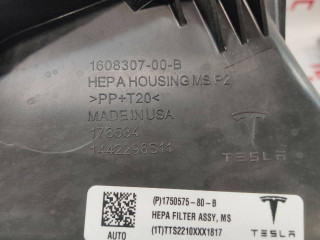 1608307-00-B
HEPA HOUSING MS P2
>PP+T20<
MADE IN USA
TESLA
(P)1750575-80-B
HEPA FILTER ASSY, MS
(1T)TTS2210XXX1817
AUTO
TESLA